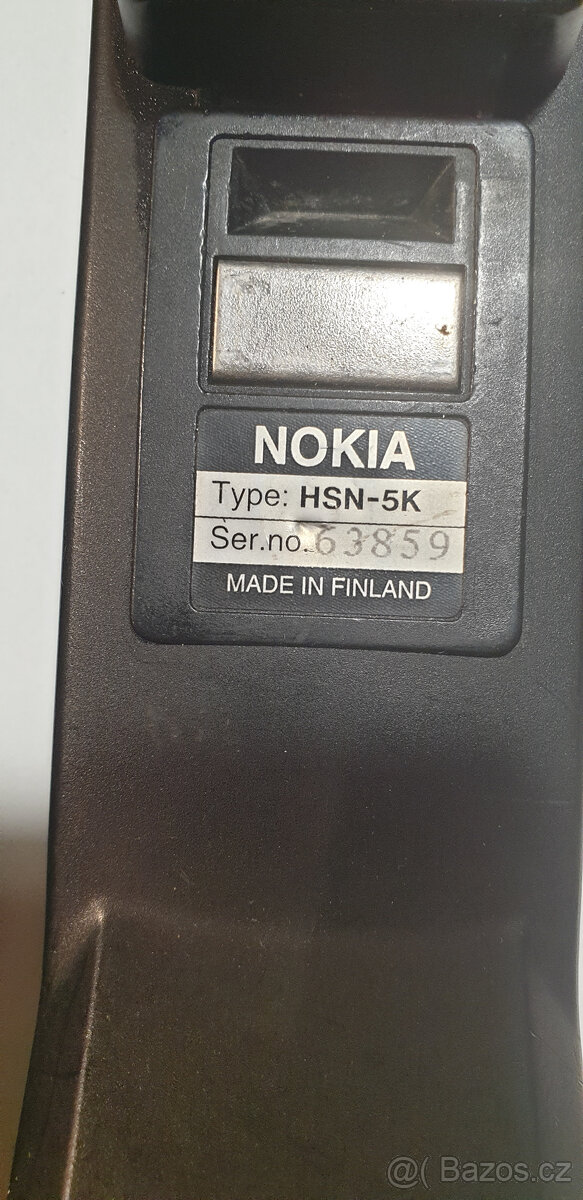 NOKIA
Type: HSN-5K
Ser.no. 63859
MADE IN FINLAND
@( Bazos.cz